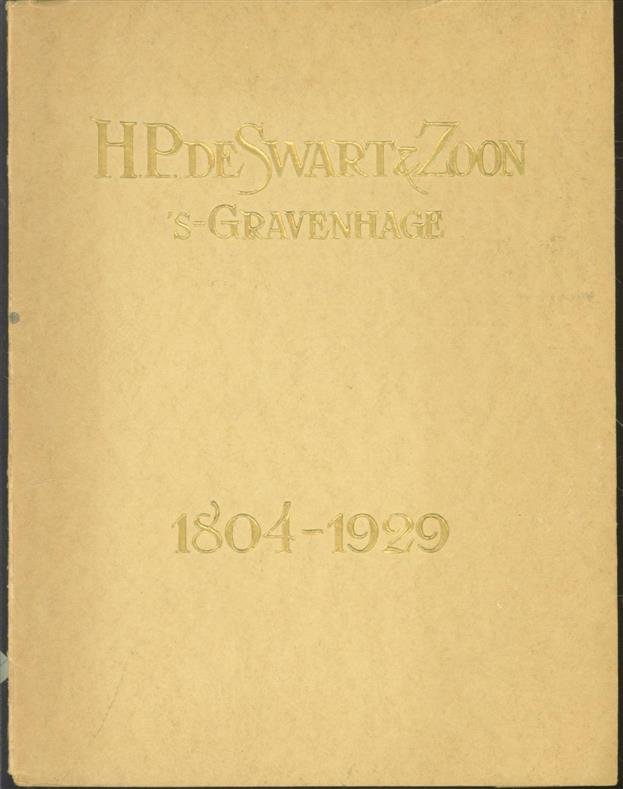 H.P. DE SWART & ZOON
'S-GRAVENHAGE
1804-1929